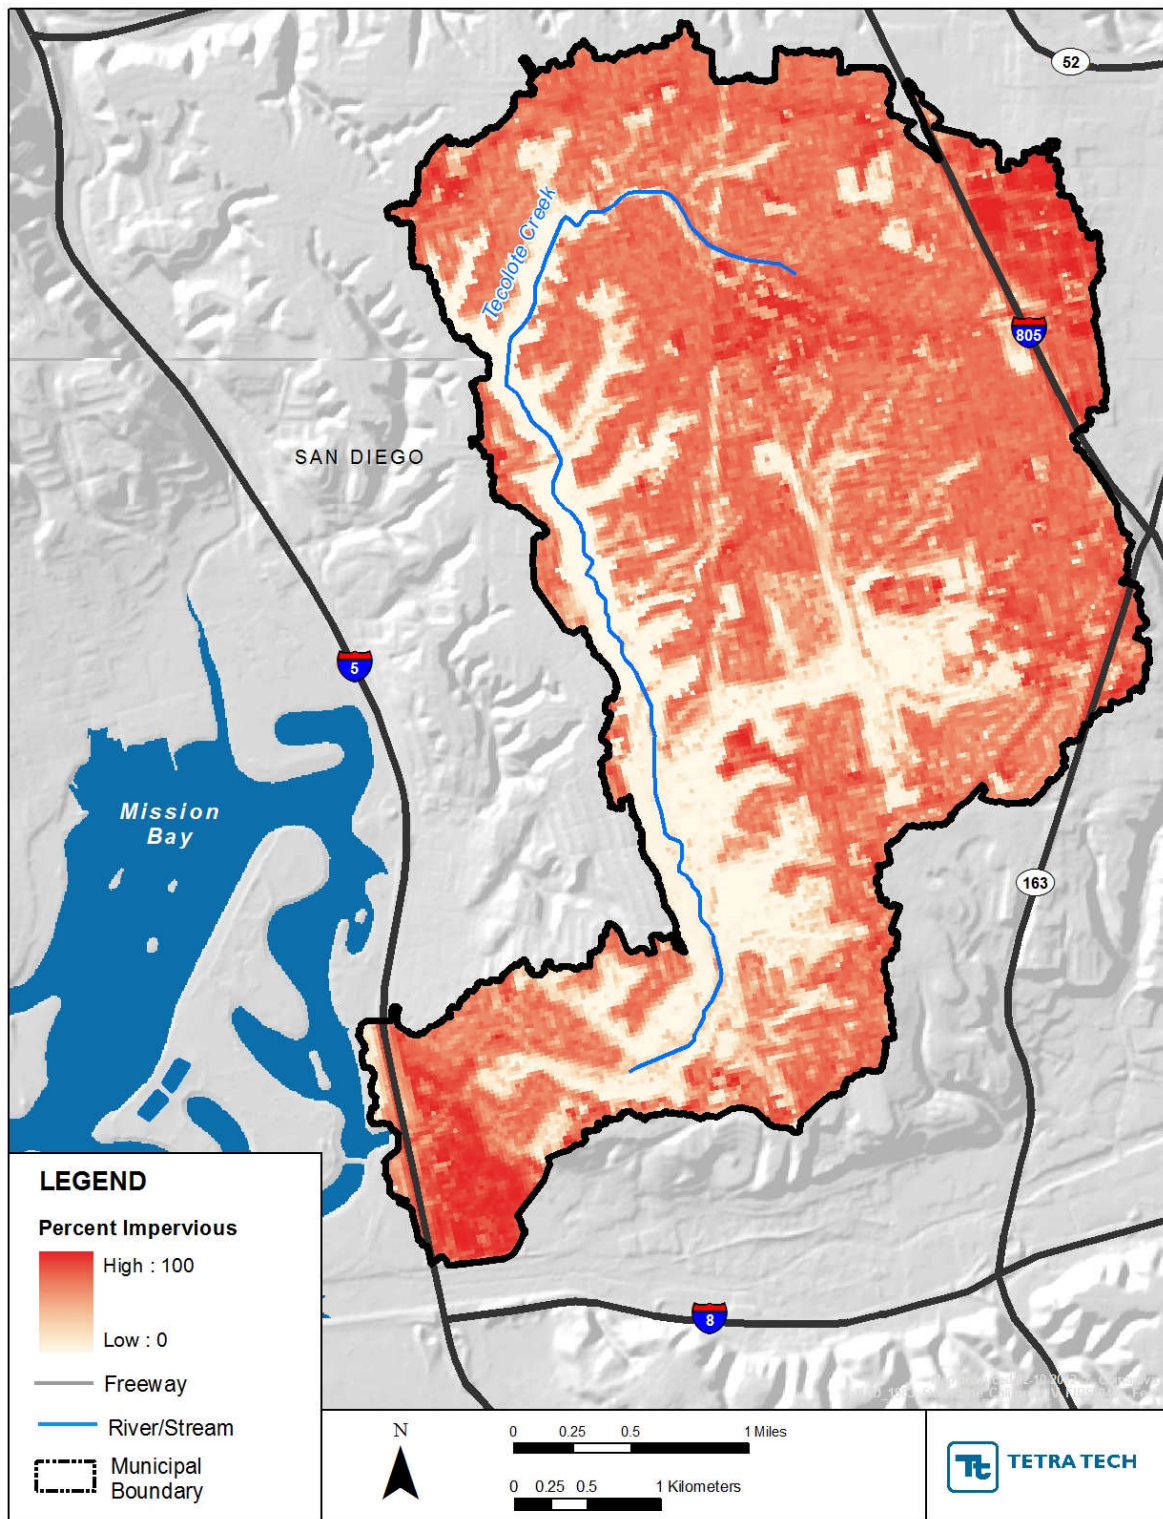 52
Tecolote Creek
805
SAN DIEGO
5
Mission
Bay
163
LEGEND
Percent Impervious
High : 100
Low : 0
Freeway
River/Stream
Municipal
Boundary
8
N
0 0.25 0.5 1 Miles
0 0.25 0.5 1 Kilometers
Tt
TETRA TECH